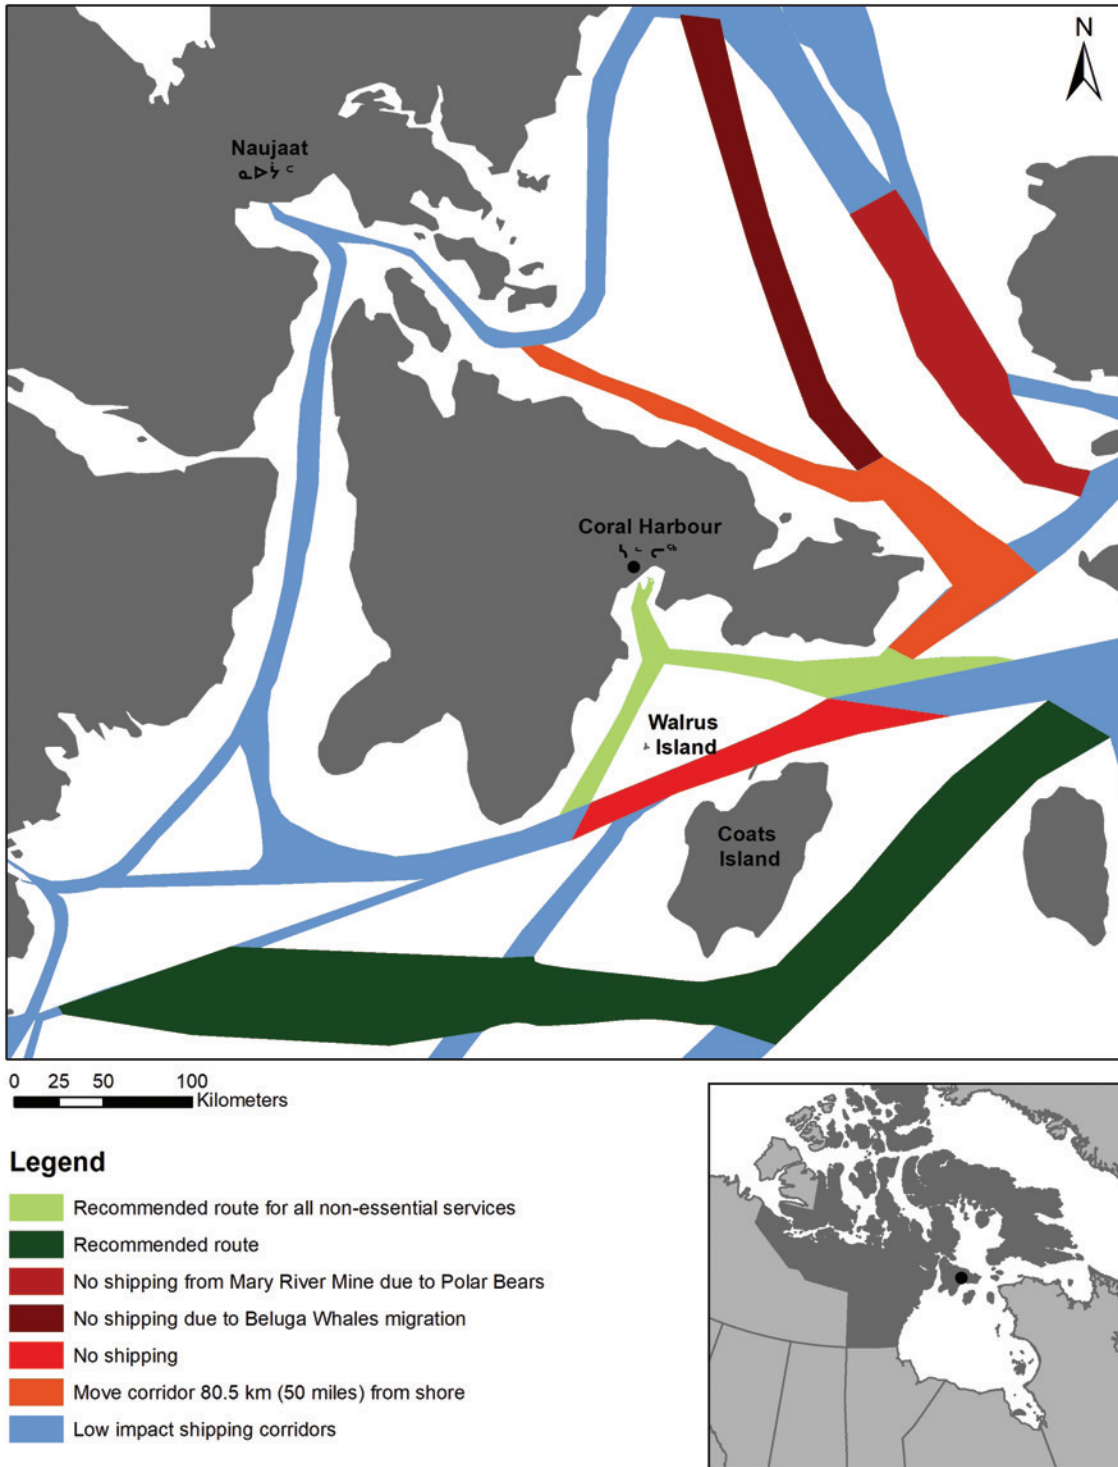 N
Naujaat
ᓇᐅᔮᑦ
Coral Harbour
Walrus
Island
Coats
Island
0 25 50 100
Kilometers
Legend
Recommended route for all non-essential services
Recommended route
No shipping from Mary River Mine due to Polar Bears
No shipping due to Beluga Whales migration
No shipping
Move corridor 80.5 km (50 miles) from shore
Low impact shipping corridors